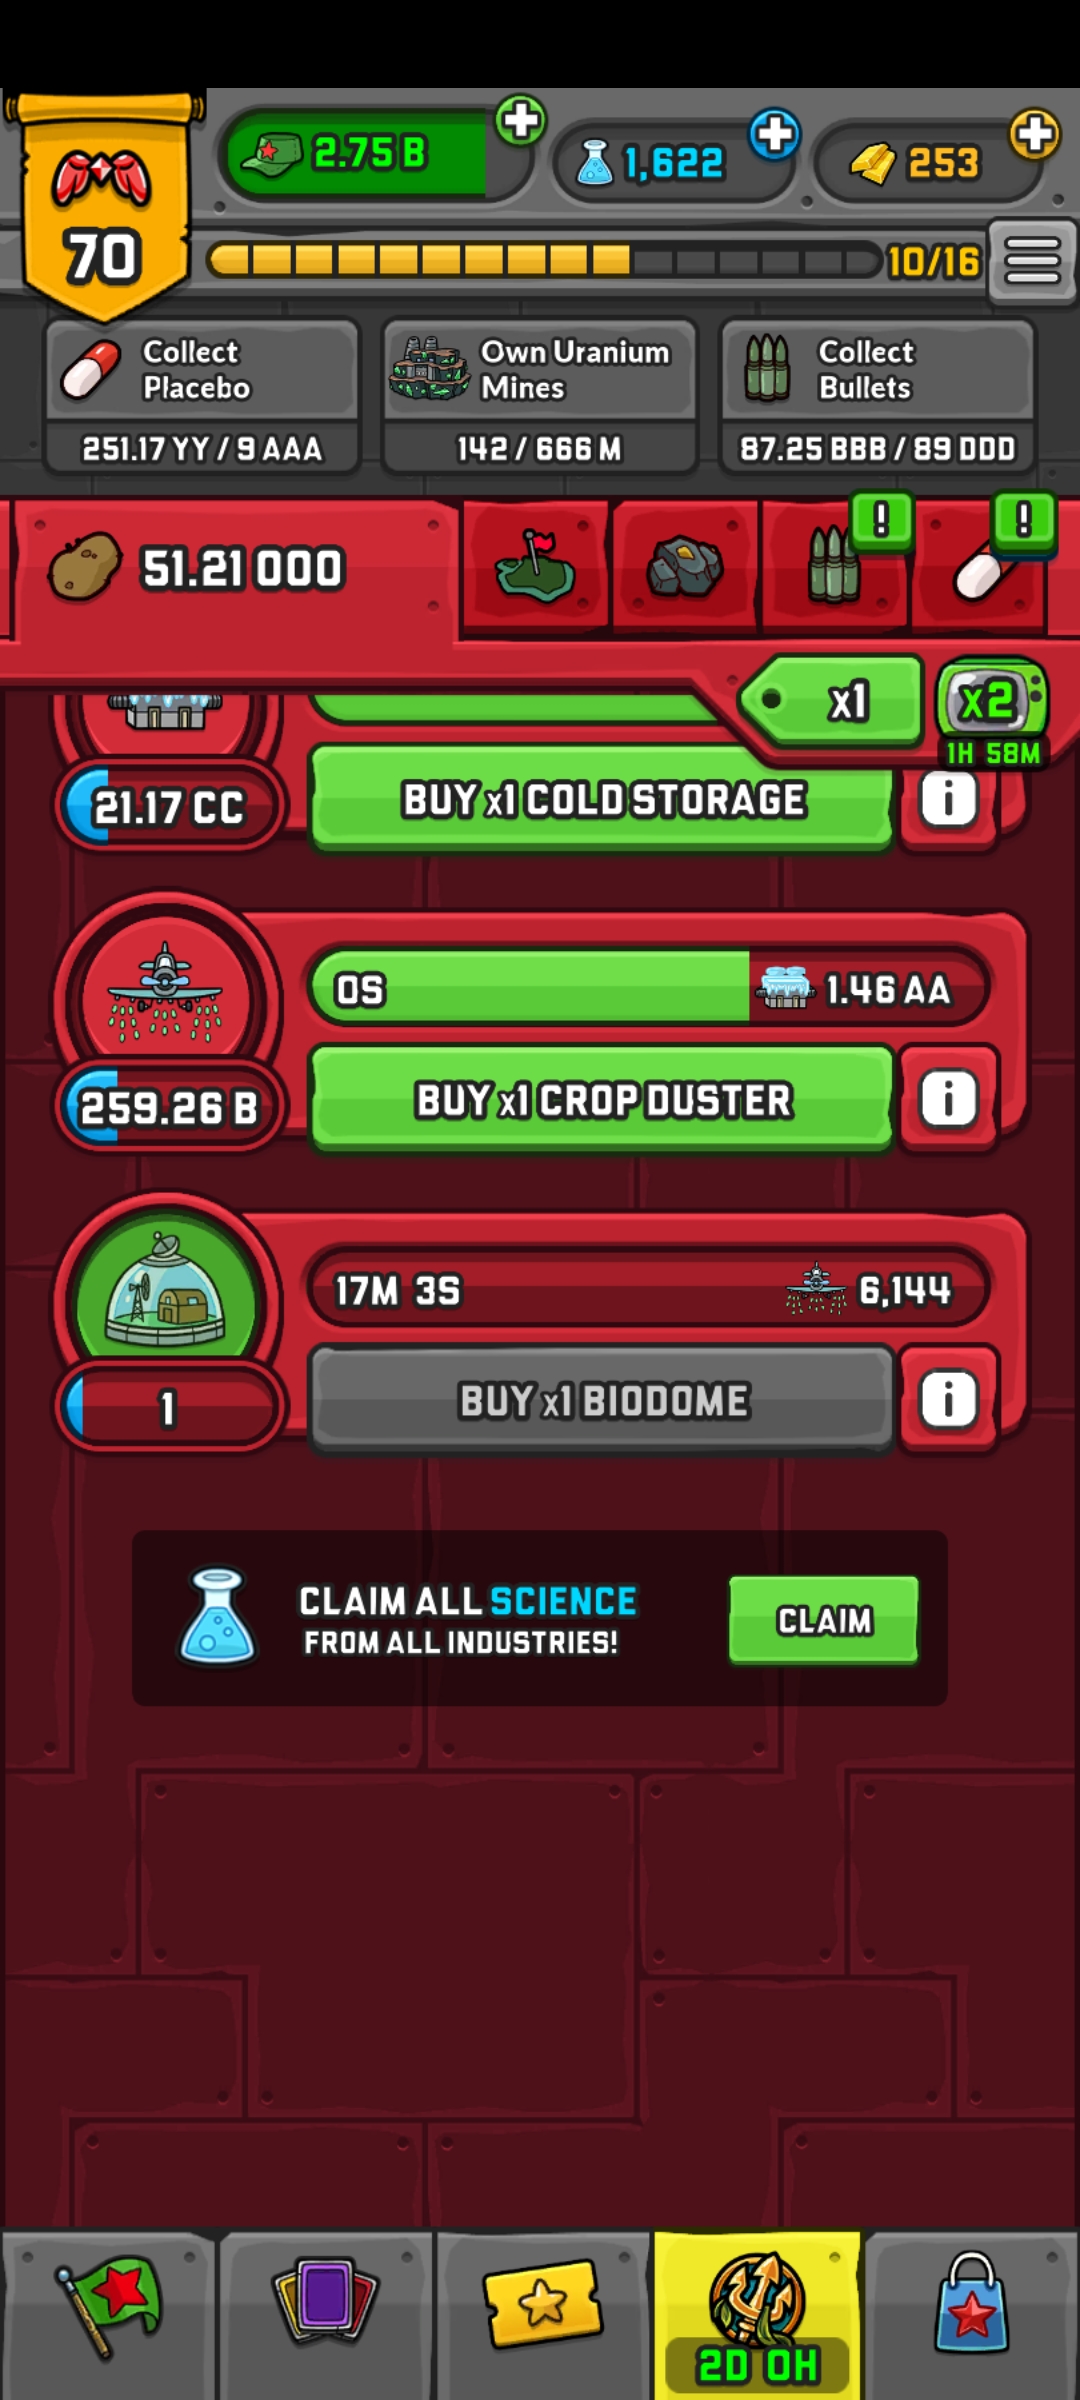 2.75 B
1,622
253
70
10/16
Collect
Placebo
251.17 YY / 9 AAA
Own Uranium
Mines
142 / 666 M
Collect
Bullets
87.25 BBB / 89 DDD
51.21 OOO
!
!
x1
x2
1H 58M
21.17 CC
BUY x1 COLD STORAGE
i
0S
1.46 AA
259.26 B
BUY x1 CROP DUSTER
i
17M 3S
6,144
1
BUY x1 BIODOME
i
CLAIM ALL SCIENCE
FROM ALL INDUSTRIES!
CLAIM
2D 0H